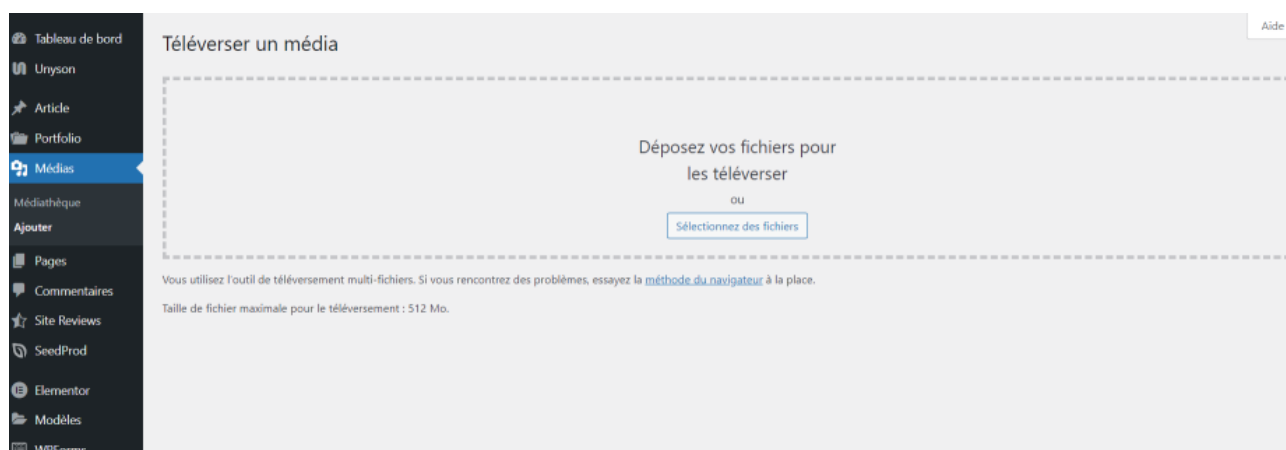 Aide
Tableau de bord
Unyson
Article
Portfolio
Médias
Médiathèque
Ajouter
Pages
Commentaires
Site Reviews
SeedProd
Elementor
Modèles
WPForms
Téléverser un média
Déposez vos fichiers pour
les téléverser
ou
Sélectionnez des fichiers
Vous utilisez l'outil de téléversement multi-fichiers. Si vous rencontrez des problèmes, essayez la méthode du navigateur à la place.
Taille de fichier maximale pour le téléversement : 512 Mo.